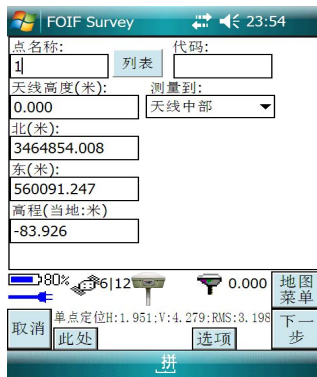 FOIF Survey 23:54
点名称: 代码:
1 列表
天线高度(米): 测量到:
0.000 天线中部
北(米):
3464854.008
东(米):
560091.247
高程(当地:米)
-83.926
80% 6|12 0.000 地图菜单
取消 单点定位H:1.951:V:4.279:RMS:3.198 下一步
此处 选项
拼